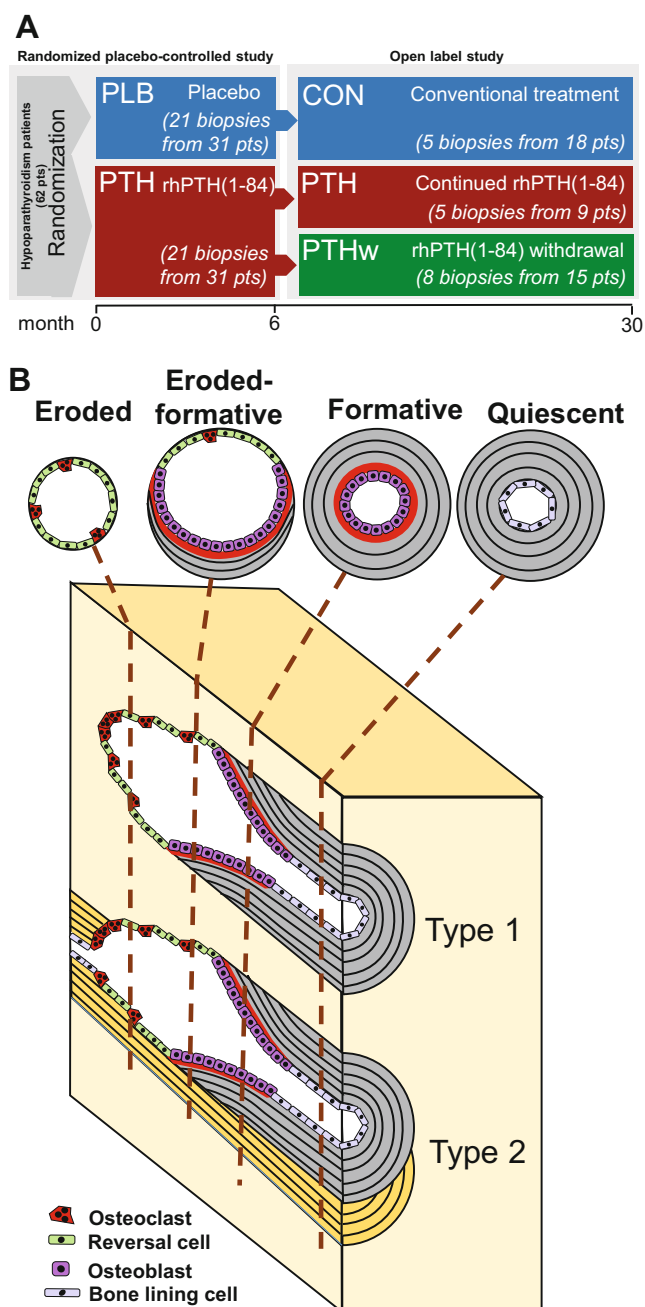 A
Randomized placebo-controlled study
Open label study
Hypoparathyroidism patients
(62 pts)
Randomization
PLB
Placebo
(21 biopsies
from 31 pts)
CON
Conventional treatment
(5 biopsies from 18 pts)
PTH
rhPTH(1-84)
(21 biopsies
from 31 pts)
PTH
Continued rhPTH(1-84)
(5 biopsies from 9 pts)
PTHw
rhPTH(1-84) withdrawal
(8 biopsies from 15 pts)
month
0
6
30
B
Eroded
Eroded-
formative
Formative
Quiescent
Type 1
Type 2
Osteoclast
Reversal cell
Osteoblast
Bone lining cell